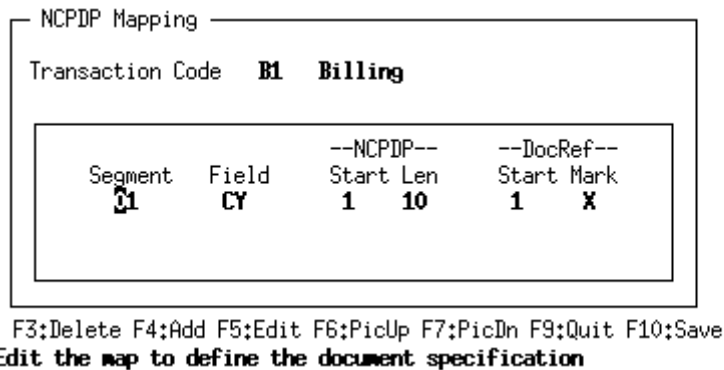 NCPDP Mapping
Transaction Code B1 Billing
--NCPDP-- --DocRef--
Segment Field Start Len Start Mark
01 CY 1 10 1 X
F3:Delete F4:Add F5:Edit F6:PicUp F7:PicDn F9:Quit F10:Save
Edit the map to define the document specification